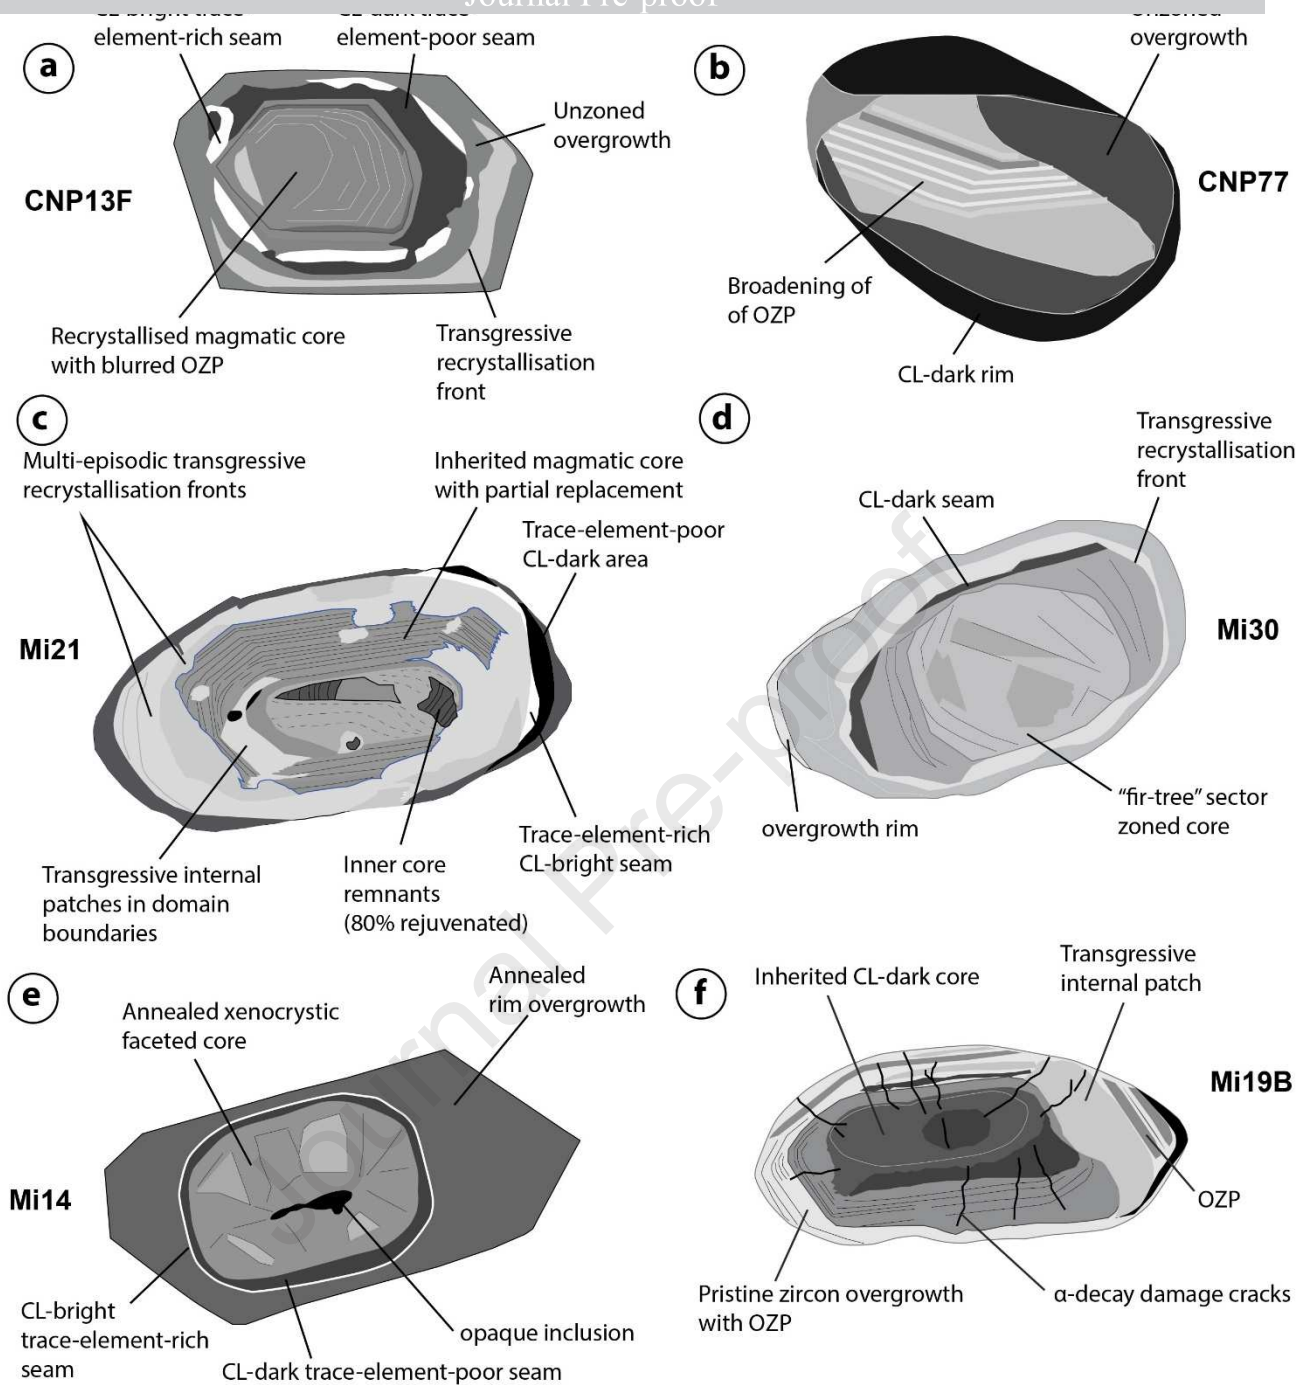 Journal Pre-proof
element-rich seam
element-poor seam
overgrowth
a
b
Unzoned
overgrowth
CNP13F
CNP77
Broadening of
of OZP
Recrystallised magmatic core
with blurred OZP
Transgressive
recrystallisation
front
CL-dark rim
c
d
Multi-episodic transgressive
recrystallisation fronts
Inherited magmatic core
with partial replacement
Trace-element-poor
CL-dark area
CL-dark seam
Transgressive
recrystallisation
front
Mi21
Mi30
Transgressive internal
patches in domain
boundaries
Inner core
remnants
(80% rejuvenated)
Trace-element-rich
CL-bright seam
overgrowth rim
“fir-tree” sector
zoned core
Journal Pre-proof
e
f
Annealed xenocrystic
faceted core
Annealed
rim overgrowth
Inherited CL-dark core
Transgressive
internal patch
Mi14
Mi19B
OZP
CL-bright
trace-element-rich
seam
CL-dark trace-element-poor seam
opaque inclusion
Pristine zircon overgrowth
with OZP
α-decay damage cracks